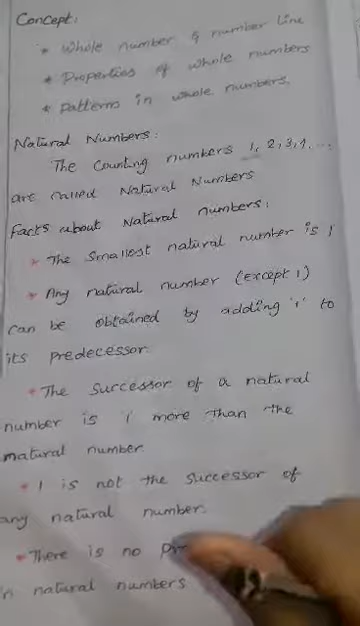 Concept:
* Whole number & number line
* Properties of whole numbers
* Patterns in whole numbers.
Natural Numbers:
The Counting numbers 1, 2, 3, 4, ....
are called Natural Numbers
Facts about Natural numbers:
* The Smallest natural number is 1
* Any natural number (Except 1)
can be obtained by adding '1' to
its predecessor.
* The Successor of a natural
number is 1 more than the
natural number
* 1 is not the successor of
any natural number.
* There is no
in natural numbers